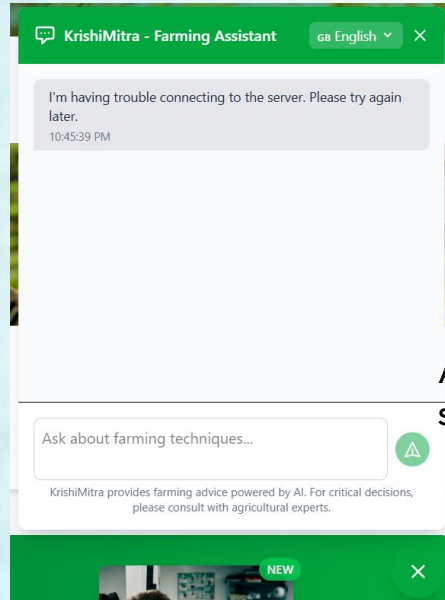 KrishiMitra - Farming Assistant
GB English
I'm having trouble connecting to the server. Please try again
later.
10:45:39 PM
Ask about farming techniques...
KrishiMitra provides farming advice powered by AI. For critical decisions,
please consult with agricultural experts.
NEW